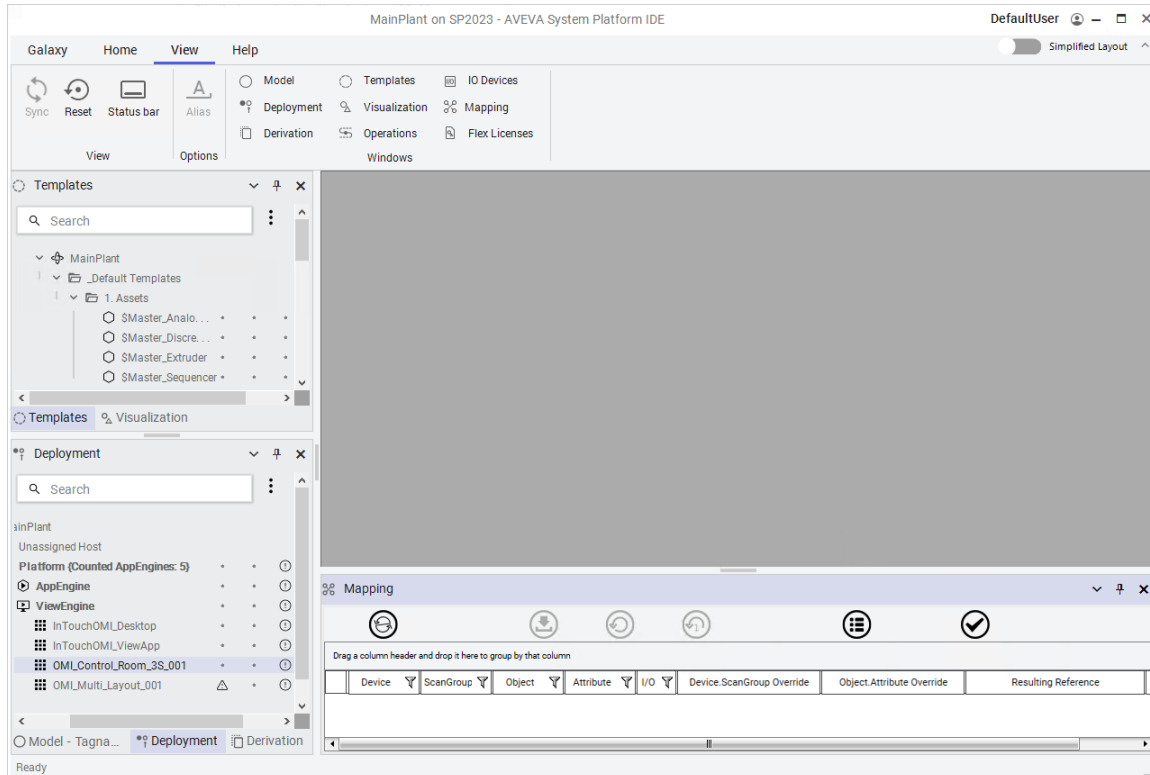 MainPlant on SP2023 - AVEVA System Platform IDE
DefaultUser
Galaxy Home View Help
Simplified Layout
Sync Reset Status bar
Alias
View
Options
Model Templates IO Devices
Deployment Visualization Mapping
Derivation Operations Flex Licenses
Windows
Templates
Search
MainPlant
_Default Templates
1. Assets
$Master_Analo. . .
$Master_Discre. . .
$Master_Extruder
$Master_Sequencer
Templates Visualization
Deployment
Search
ainPlant
Unassigned Host
Platform {Counted AppEngines: 5}
AppEngine
ViewEngine
InTouchOMI_Desktop
InTouchOMI_ViewApp
OMI_Control_Room_3S_001
OMI_Multi_Layout_001
Model - Tagna... Deployment Derivation
Mapping
Drag a column header and drop it here to group by that column
Device ScanGroup Object Attribute I/O Device.ScanGroup Override Object.Attribute Override Resulting Reference
Ready